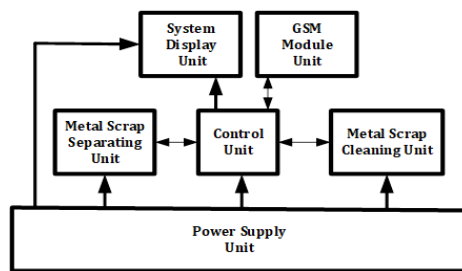 System
Display
Unit
GSM
Module
Unit
Metal Scrap
Separating
Unit
Control
Unit
Metal Scrap
Cleaning Unit
Power Supply
Unit